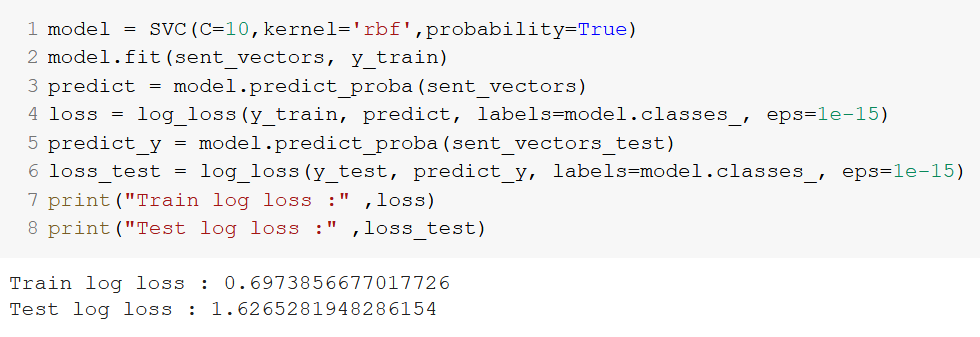 1 model = SVC(C=10,kernel='rbf',probability=True)
2 model.fit(sent_vectors, y_train)
3 predict = model.predict_proba(sent_vectors)
4 loss = log_loss(y_train, predict, labels=model.classes_, eps=1e-15)
5 predict_y = model.predict_proba(sent_vectors_test)
6 loss_test = log_loss(y_test, predict_y, labels=model.classes_, eps=1e-15)
7 print("Train log loss :" ,loss)
8 print("Test log loss :" ,loss_test)
Train log loss : 0.6973856677017726
Test log loss : 1.6265281948286154